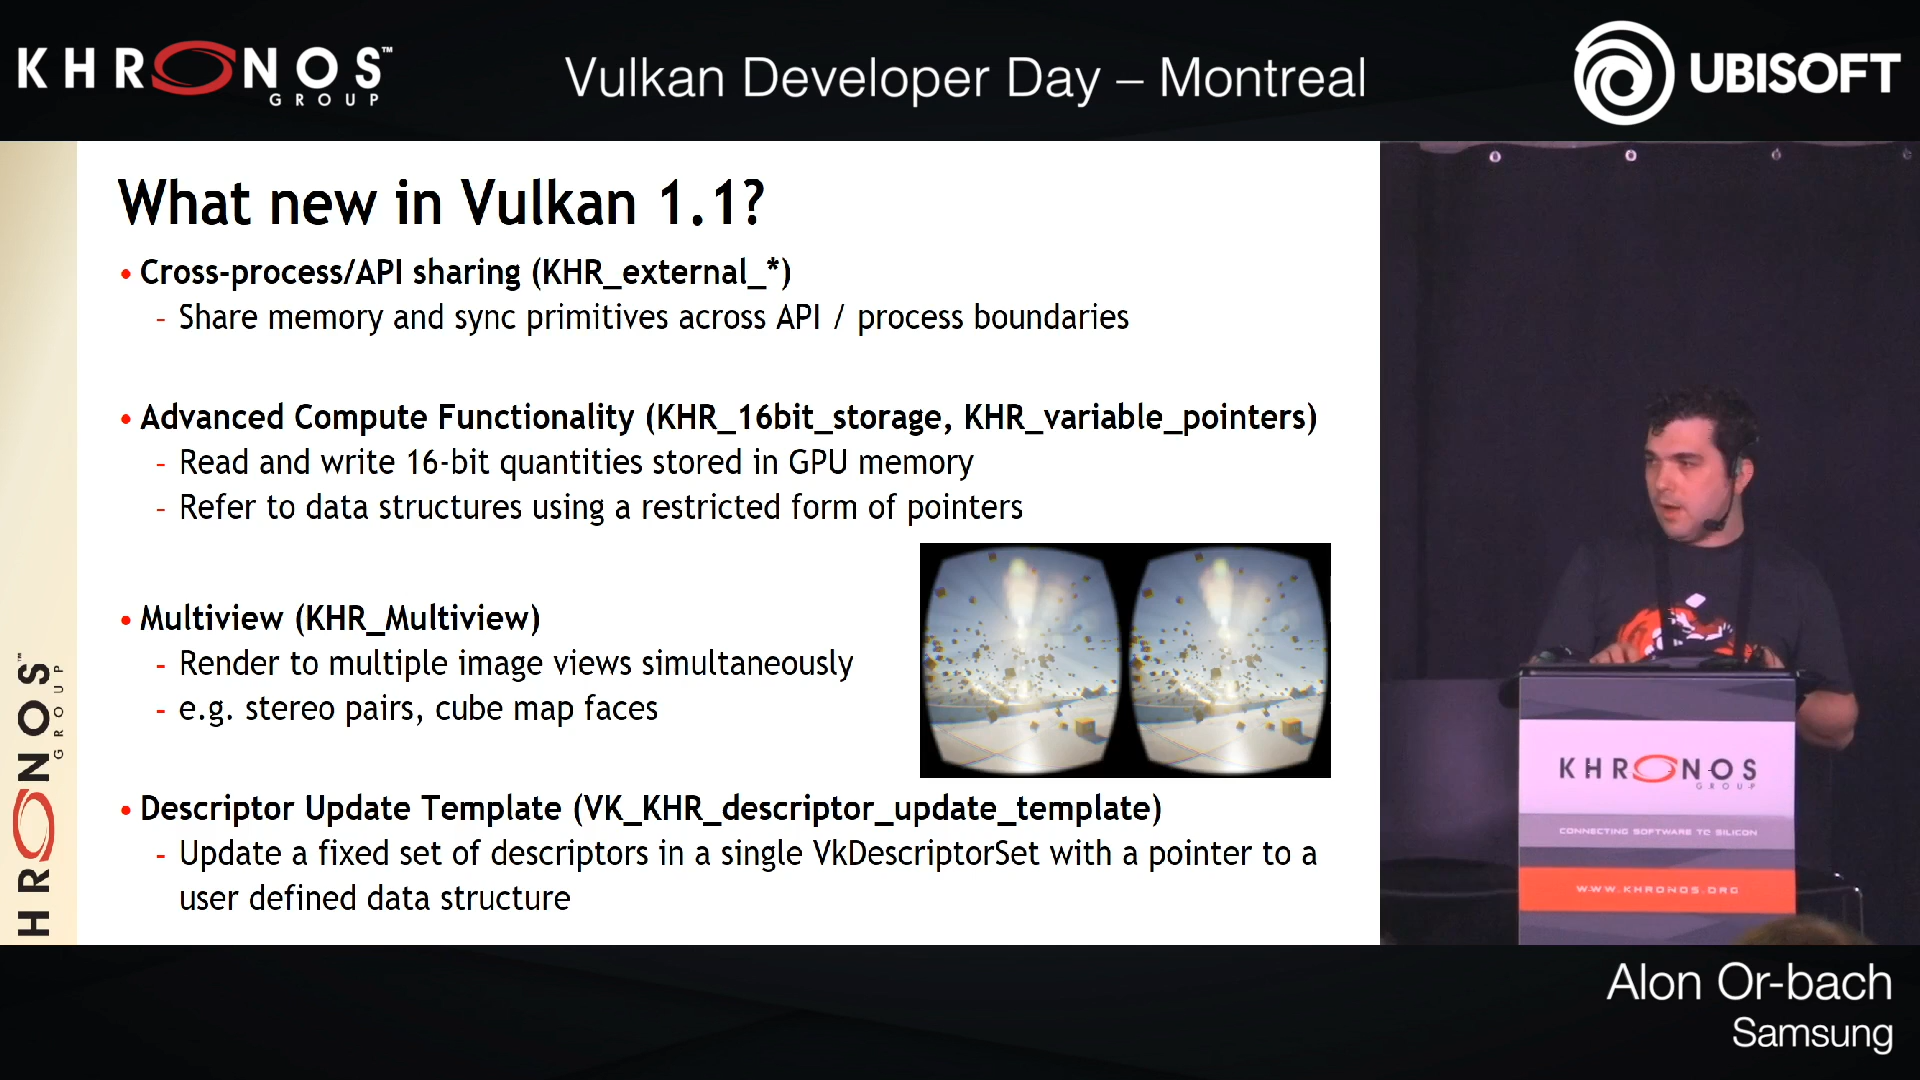 KHRONOS™
GROUP
Vulkan Developer Day – Montreal
UBISOFT
What new in Vulkan 1.1?
• Cross-process/API sharing (KHR_external_*)
- Share memory and sync primitives across API / process boundaries
• Advanced Compute Functionality (KHR_16bit_storage, KHR_variable_pointers)
- Read and write 16-bit quantities stored in GPU memory
- Refer to data structures using a restricted form of pointers
• Multiview (KHR_Multiview)
- Render to multiple image views simultaneously
- e.g. stereo pairs, cube map faces
• Descriptor Update Template (VK_KHR_descriptor_update_template)
- Update a fixed set of descriptors in a single VkDescriptorSet with a pointer to a
user defined data structure
HRONOS™
GROUP
KHRONOS
GROUP
CONNECTING SOFTWARE TO SILICON
WWW.KHRONOS.ORG
Alon Or-bach
Samsung